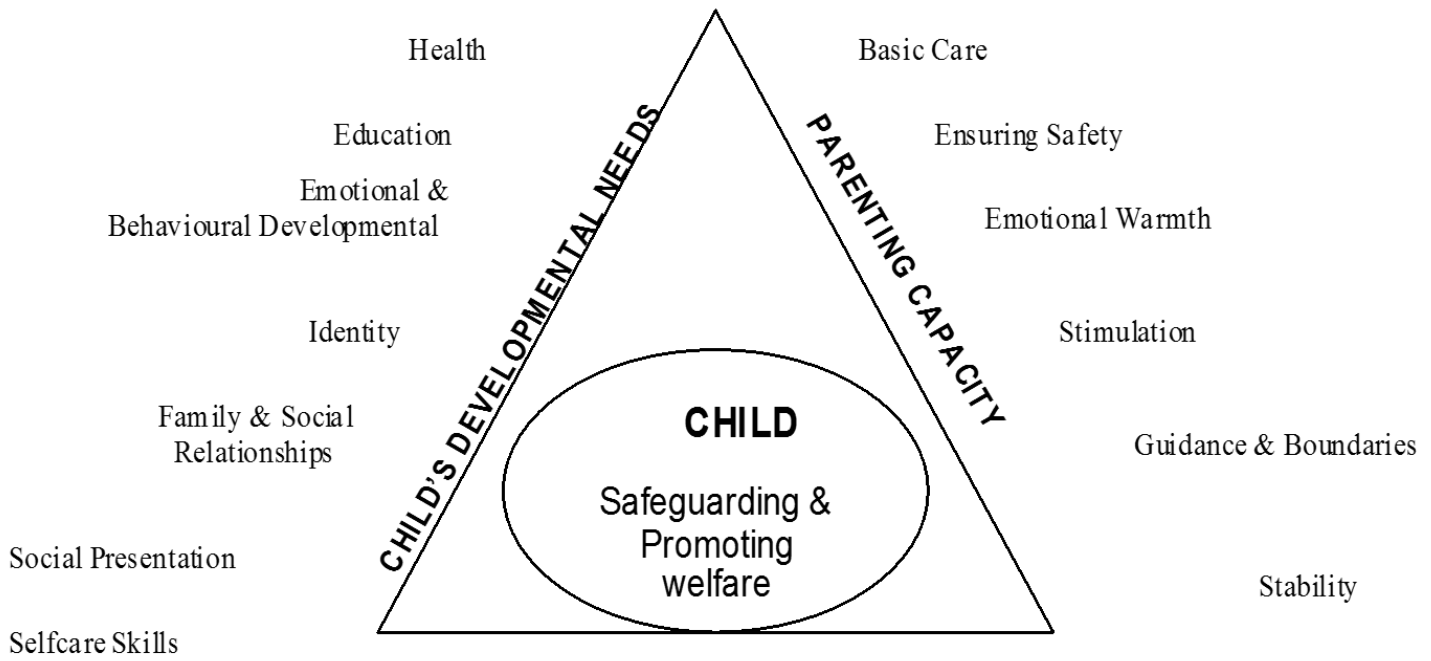 Health
Education
Emotional &
Behavioural Developmental
Identity
Family & Social
Relationships
Social Presentation
Selfcare Skills
CHILD’S DEVELOPMENTAL NEEDS
CHILD
Safeguarding &
Promoting
welfare
PARENTING CAPACITY
Basic Care
Ensuring Safety
Emotional Warmth
Stimulation
Guidance & Boundaries
Stability